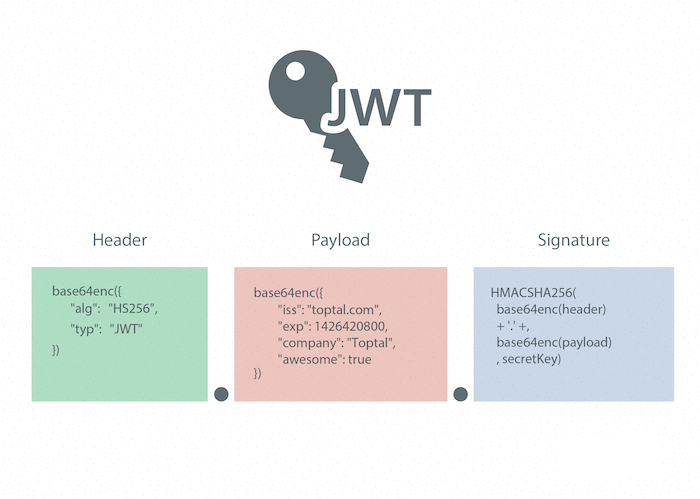 JWT
Header
Payload
Signature
base64enc({
"alg": "HS256",
"typ": "JWT"
})
base64enc({
"iss": "toptal.com",
"exp": 1426420800,
"company": "Toptal",
"awesome": true
})
HMACSHA256(
base64enc(header)
+ '.' +,
base64enc(payload)
, secretKey)